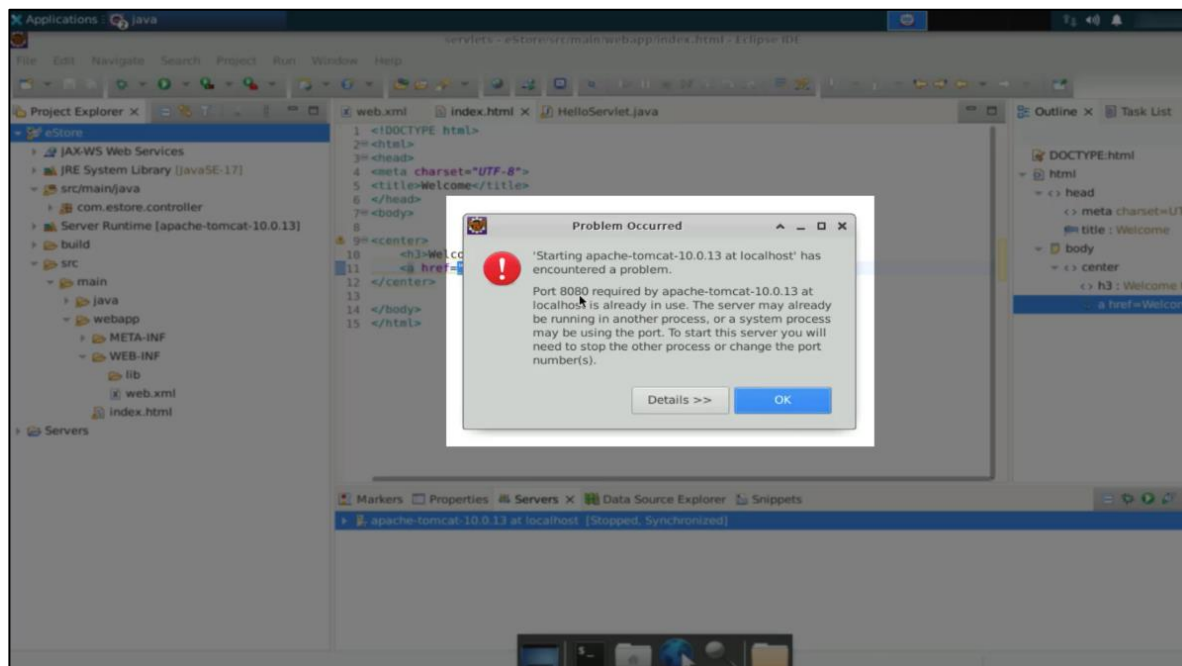 Applications : java
servlets - eStore/src/main/webapp/index.html - Eclipse IDE
File Edit Navigate Search Project Run Window Help
Project Explorer
eStore
JAX-WS Web Services
JRE System Library [JavaSE-17]
src/main/java
com.estore.controller
Server Runtime [apache-tomcat-10.0.13]
build
src
main
java
webapp
META-INF
WEB-INF
lib
web.xml
index.html
Servers
web.xml index.html HelloServlet.java
1 <!DOCTYPE html>
2 <html>
3 <head>
4 <meta charset="UTF-8">
5 <title>Welcome</title>
6 </head>
7 <body>
8
9 <center>
10 <h3>Welco
11 <a href="
12 </center>
13
14 </body>
15 </html>
Problem Occurred
'Starting apache-tomcat-10.0.13 at localhost' has
encountered a problem.
Port 8080 required by apache-tomcat-10.0.13 at
localhost is already in use. The server may already
be running in another process, or a system process
may be using the port. To start this server you will
need to stop the other process or change the port
number(s).
Details >> OK
Outline Task List
DOCTYPE:html
html
head
meta charset=UT
title : Welcome
body
center
h3 : Welcome
a href=Welcor
Markers Properties Servers Data Source Explorer Snippets
apache-tomcat-10.0.13 at localhost [Stopped, Synchronized]